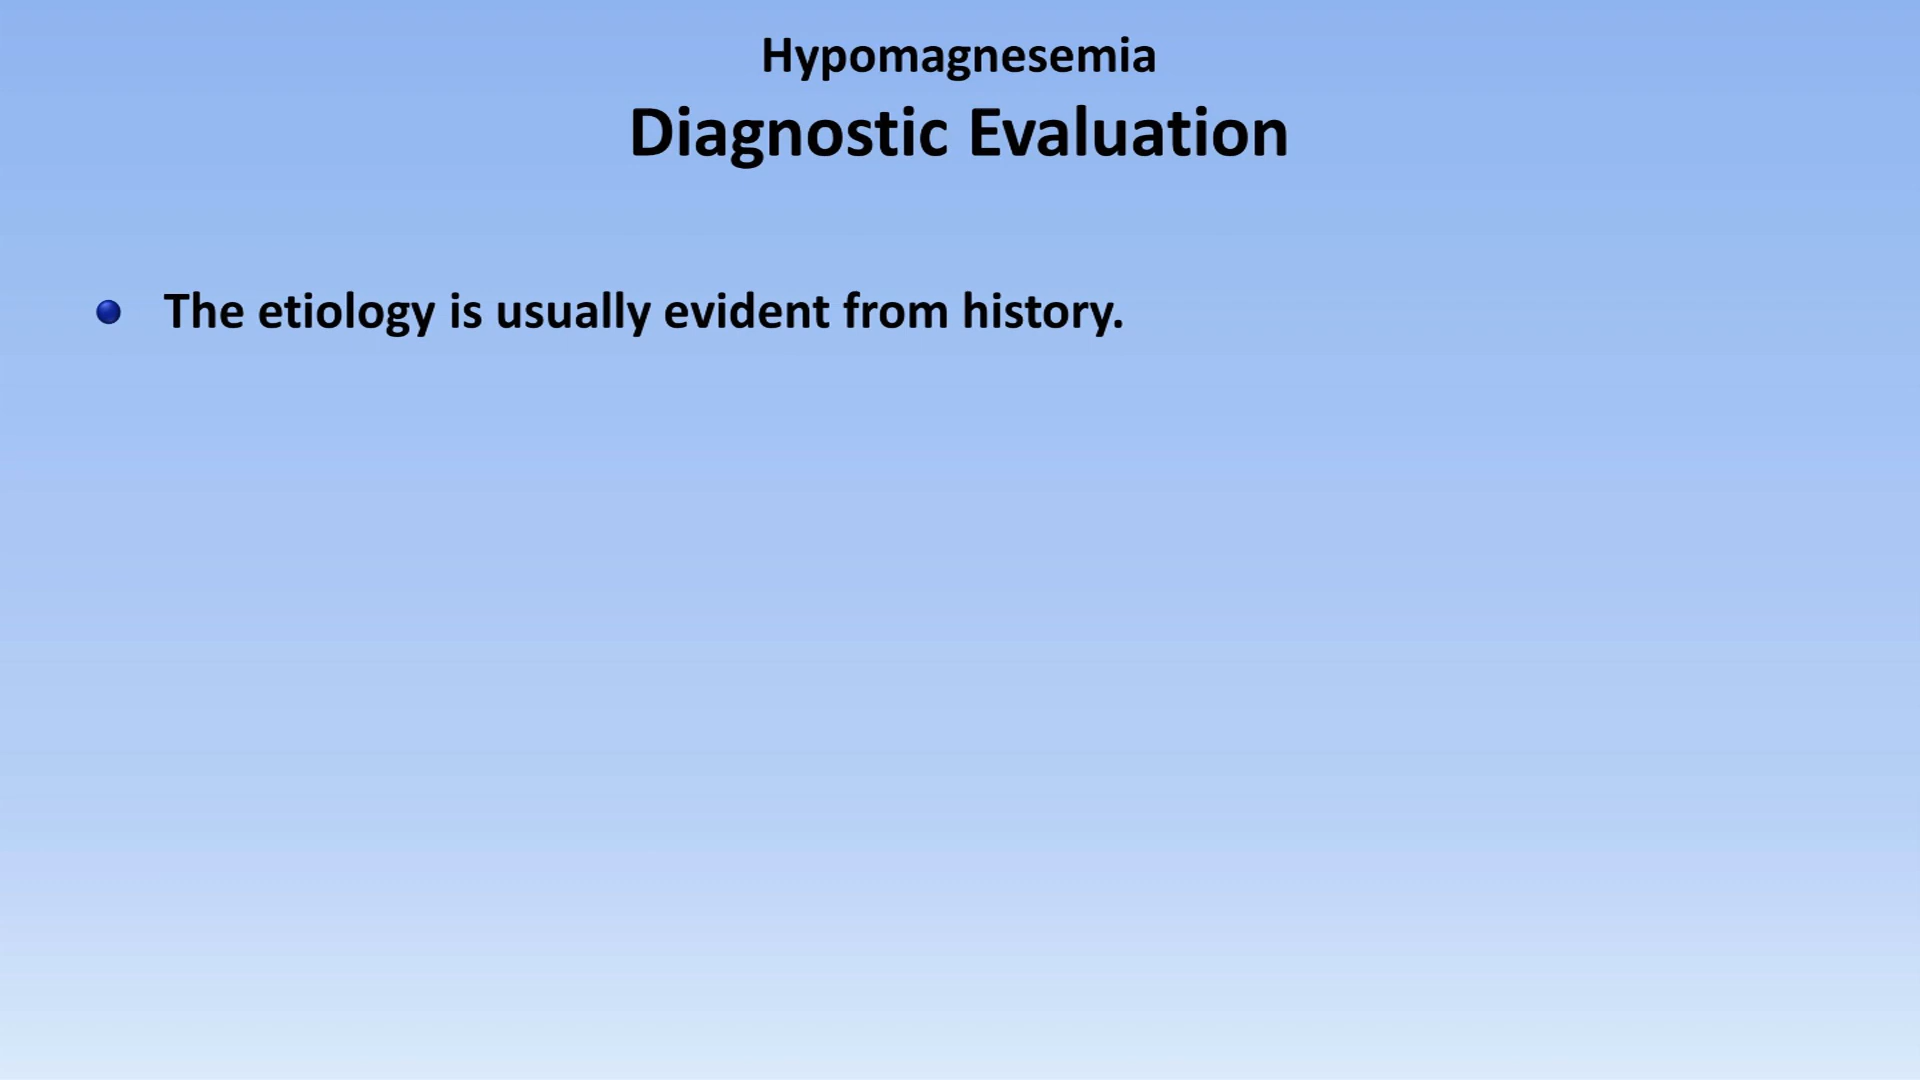 Hypomagnesemia
Diagnostic Evaluation
The etiology is usually evident from history.